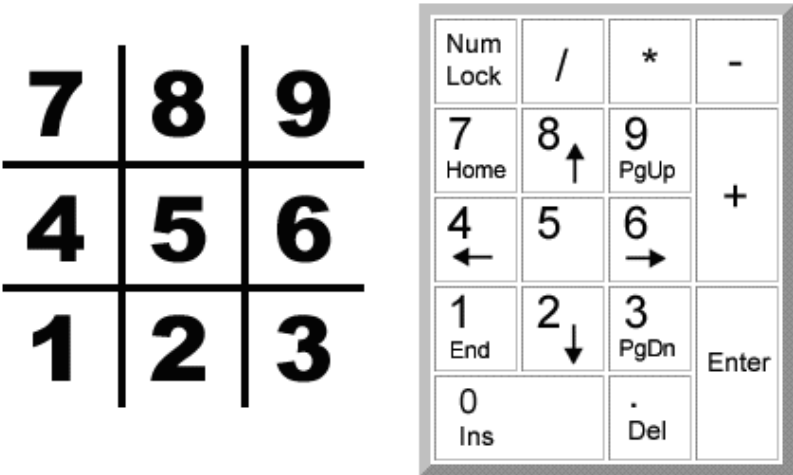 7 8 9
4 5 6
1 2 3
Num Lock / * -
7 Home 8 ↑ 9 PgUp +
4 ← 5 6 →
1 End 2 ↓ 3 PgDn Enter
0 Ins . Del